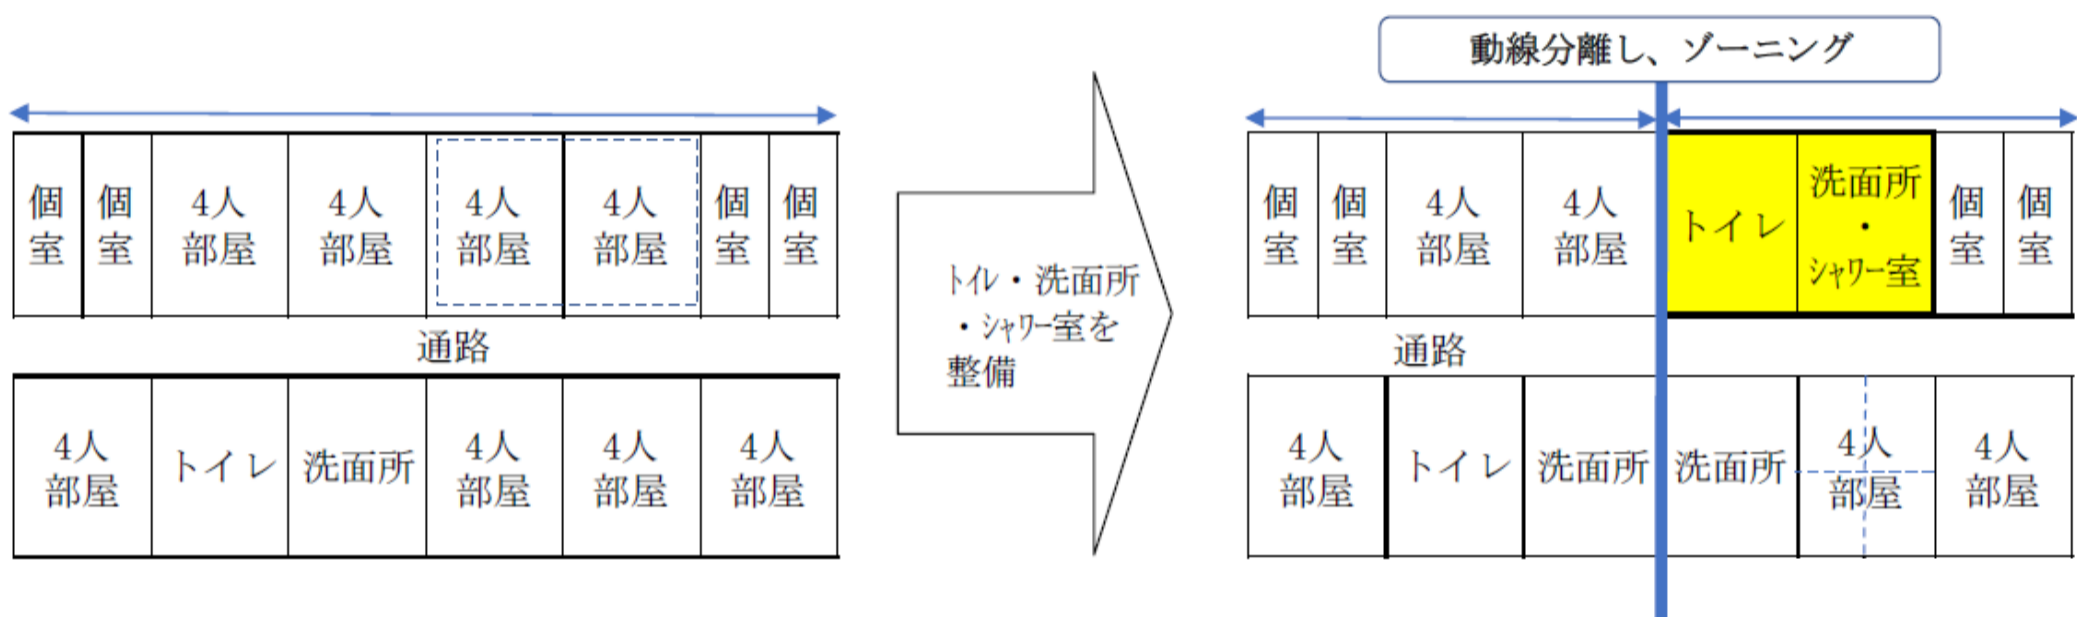 動線分離し、ゾーニング
個室
個室
4人
部屋
4人
部屋
4人
部屋
4人
部屋
個室
個室
通路
4人
部屋
トイレ
洗面所
4人
部屋
4人
部屋
4人
部屋
トイレ・洗面所
・シャワー室を
整備
個室
個室
4人
部屋
4人
部屋
トイレ
洗面所
・
シャワー室
個室
個室
通路
4人
部屋
トイレ
洗面所
洗面所
4人
部屋
4人
部屋